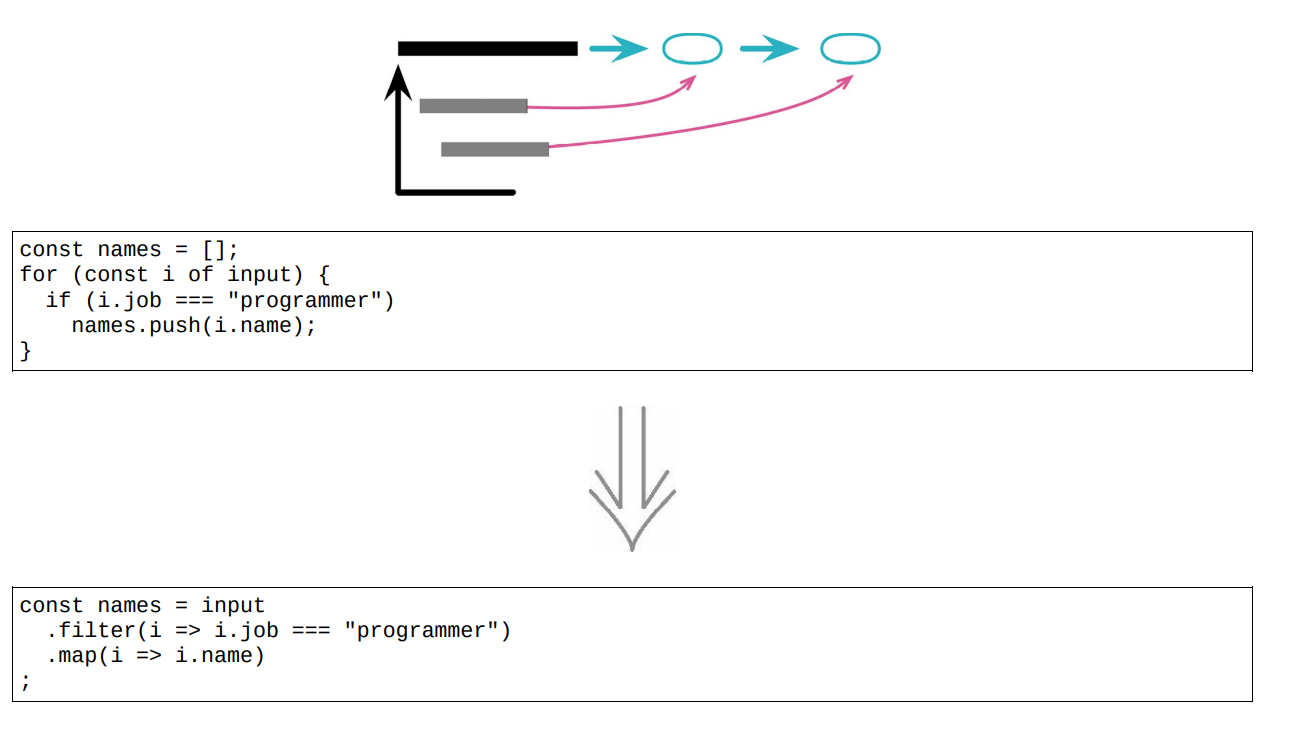 const names = [];
for (const i of input) {
  if (i.job === "programmer")
    names.push(i.name);
}
const names = input
  .filter(i => i.job === "programmer")
  .map(i => i.name)
;